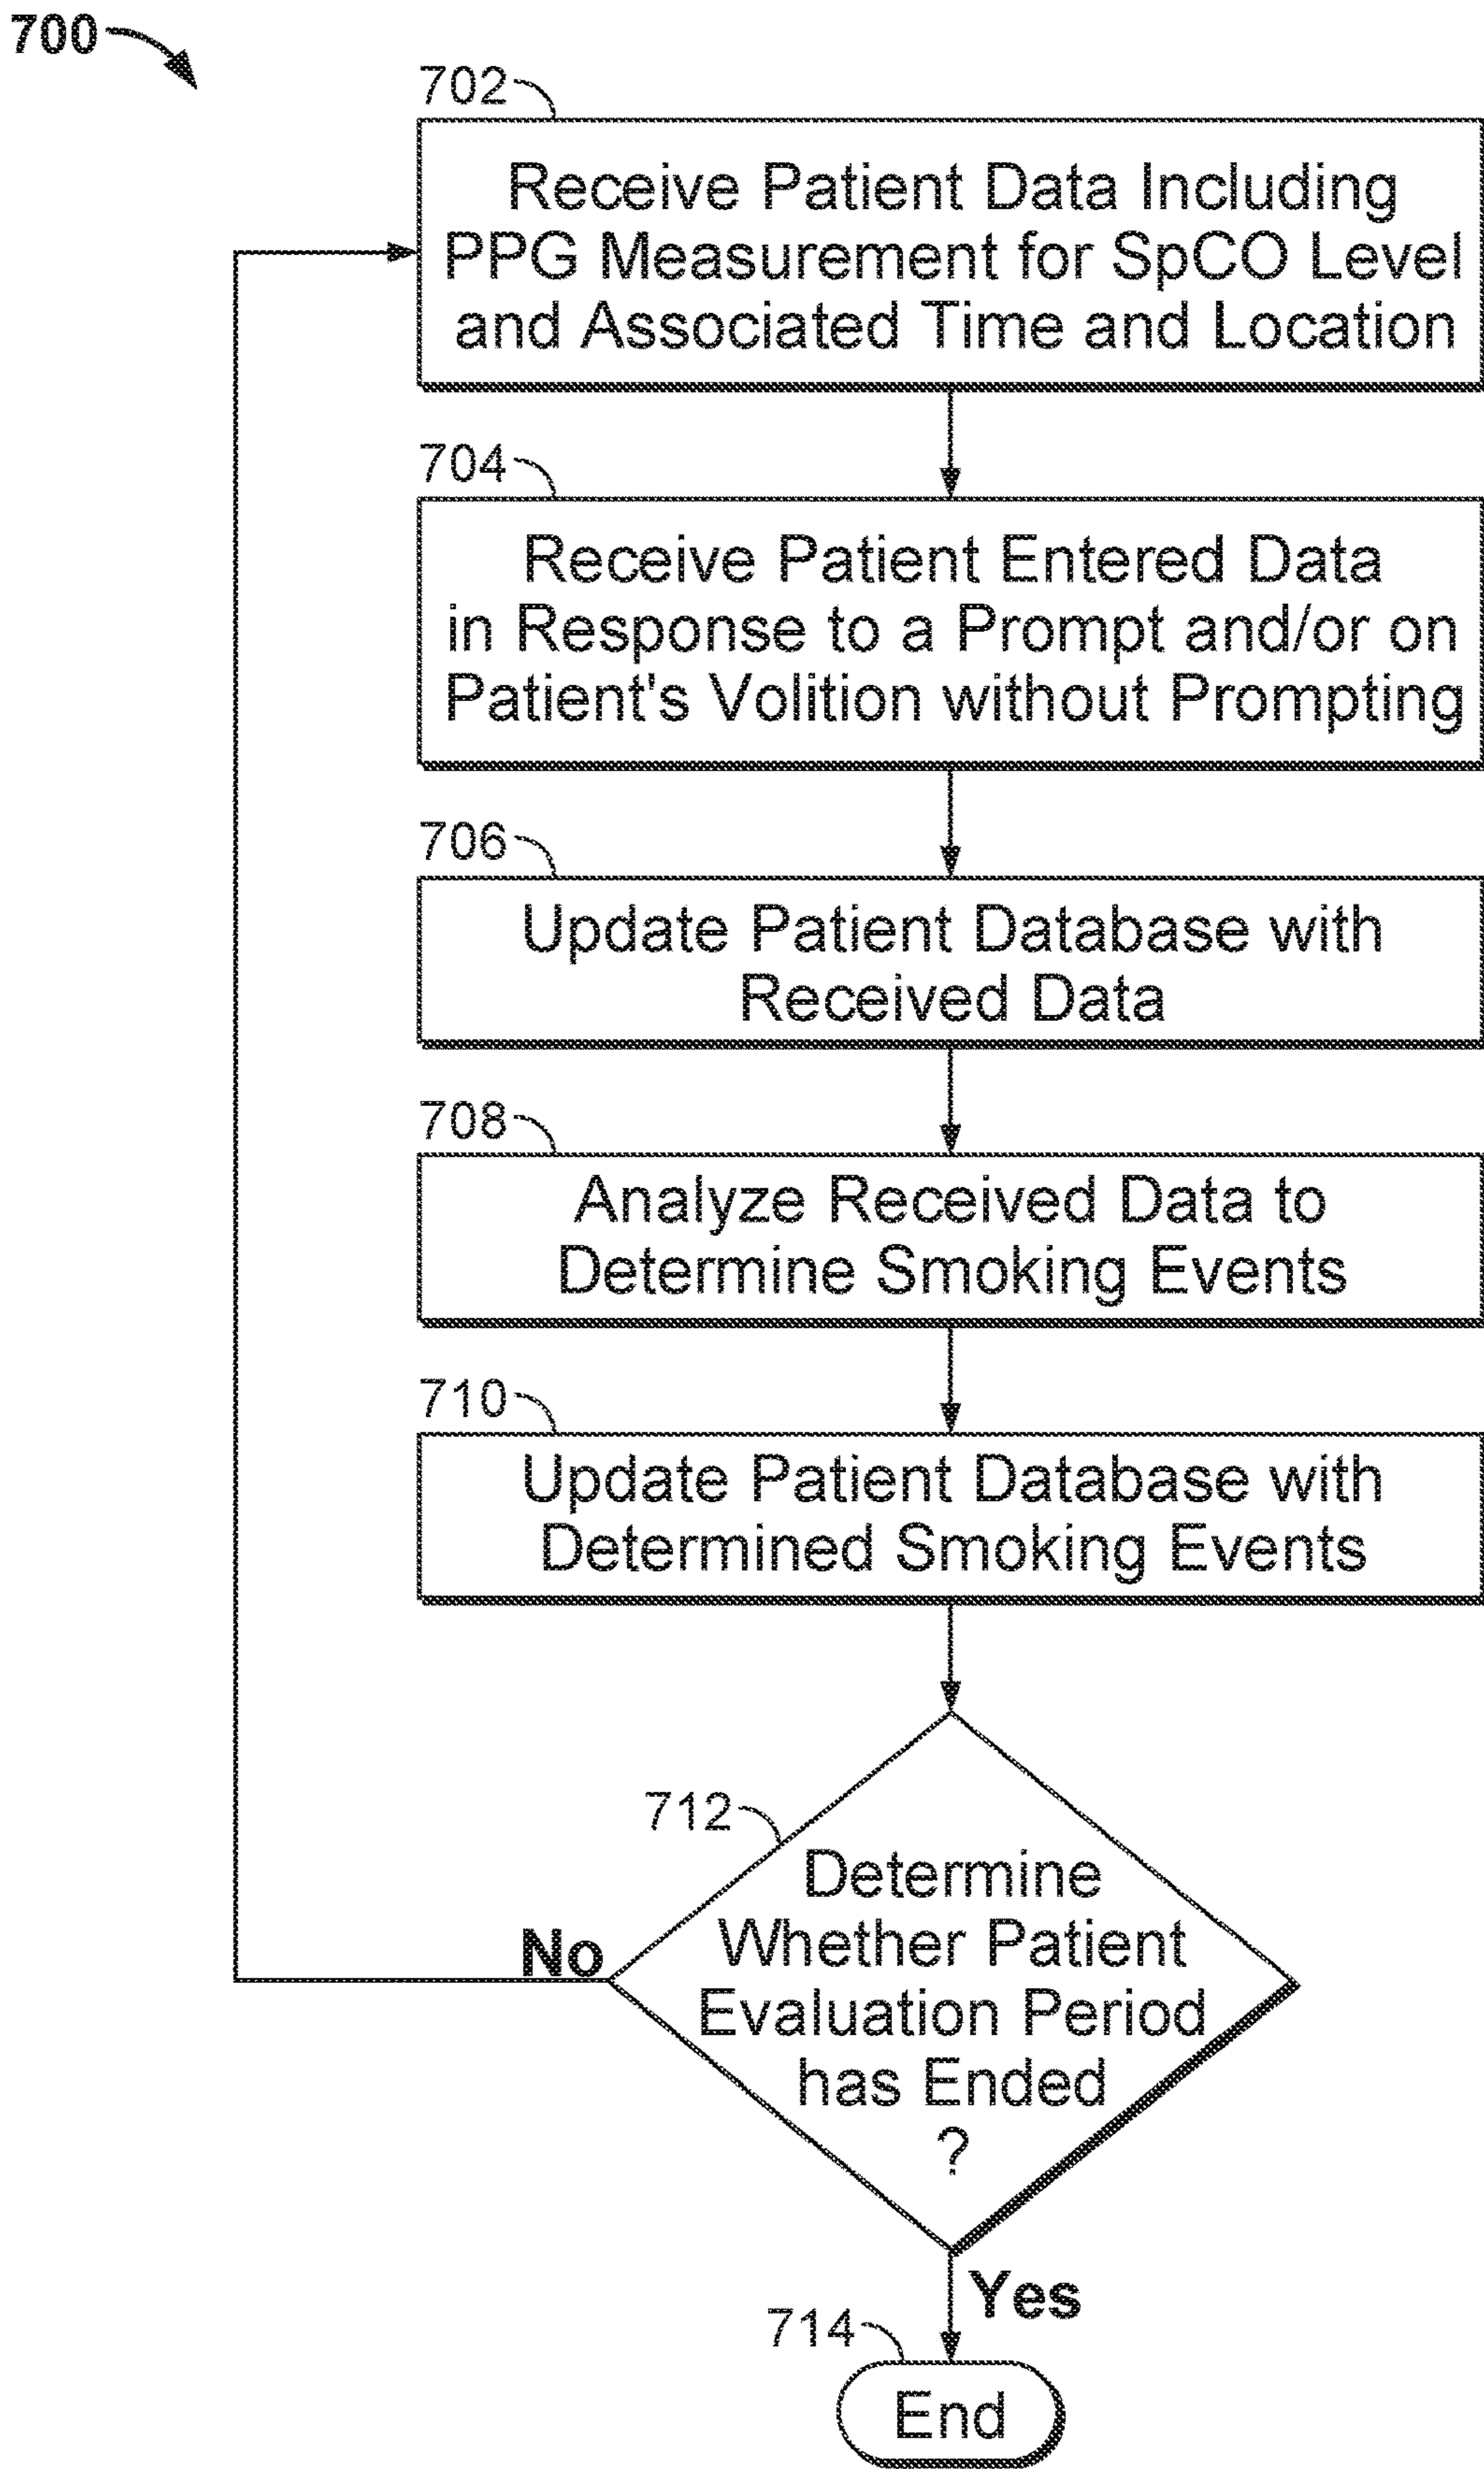 700
702
Receive Patient Data Including
PPG Measurement for SpCO Level
and Associated Time and Location
704
Receive Patient Entered Data
in Response to a Prompt and/or on
Patient's Volition without Prompting
706
Update Patient Database with
Received Data
708
Analyze Received Data to
Determine Smoking Events
710
Update Patient Database with
Determined Smoking Events
712
Determine
Whether Patient
Evaluation Period
has Ended
?
No
Yes
714
End